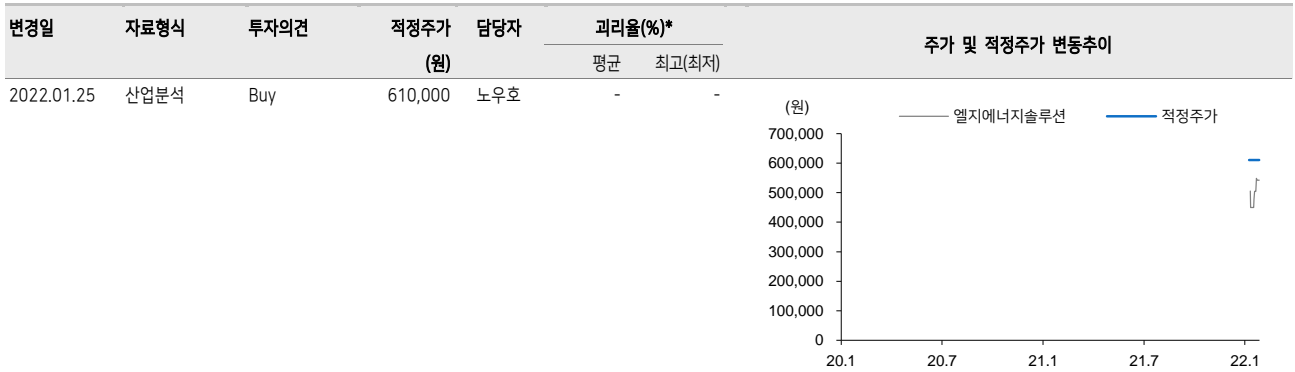 변경일 자료형식 투자의견 적정주가 담당자 괴리율(%)* 주가 및 적정주가 변동추이
(원) 평균 최고(최저)
2022.01.25 산업분석 Buy 610,000 노우호 - -
(원)
엘지에너지솔루션 적정주가
700,000
600,000
500,000
400,000
300,000
200,000
100,000
0
20.1 20.7 21.1 21.7 22.1